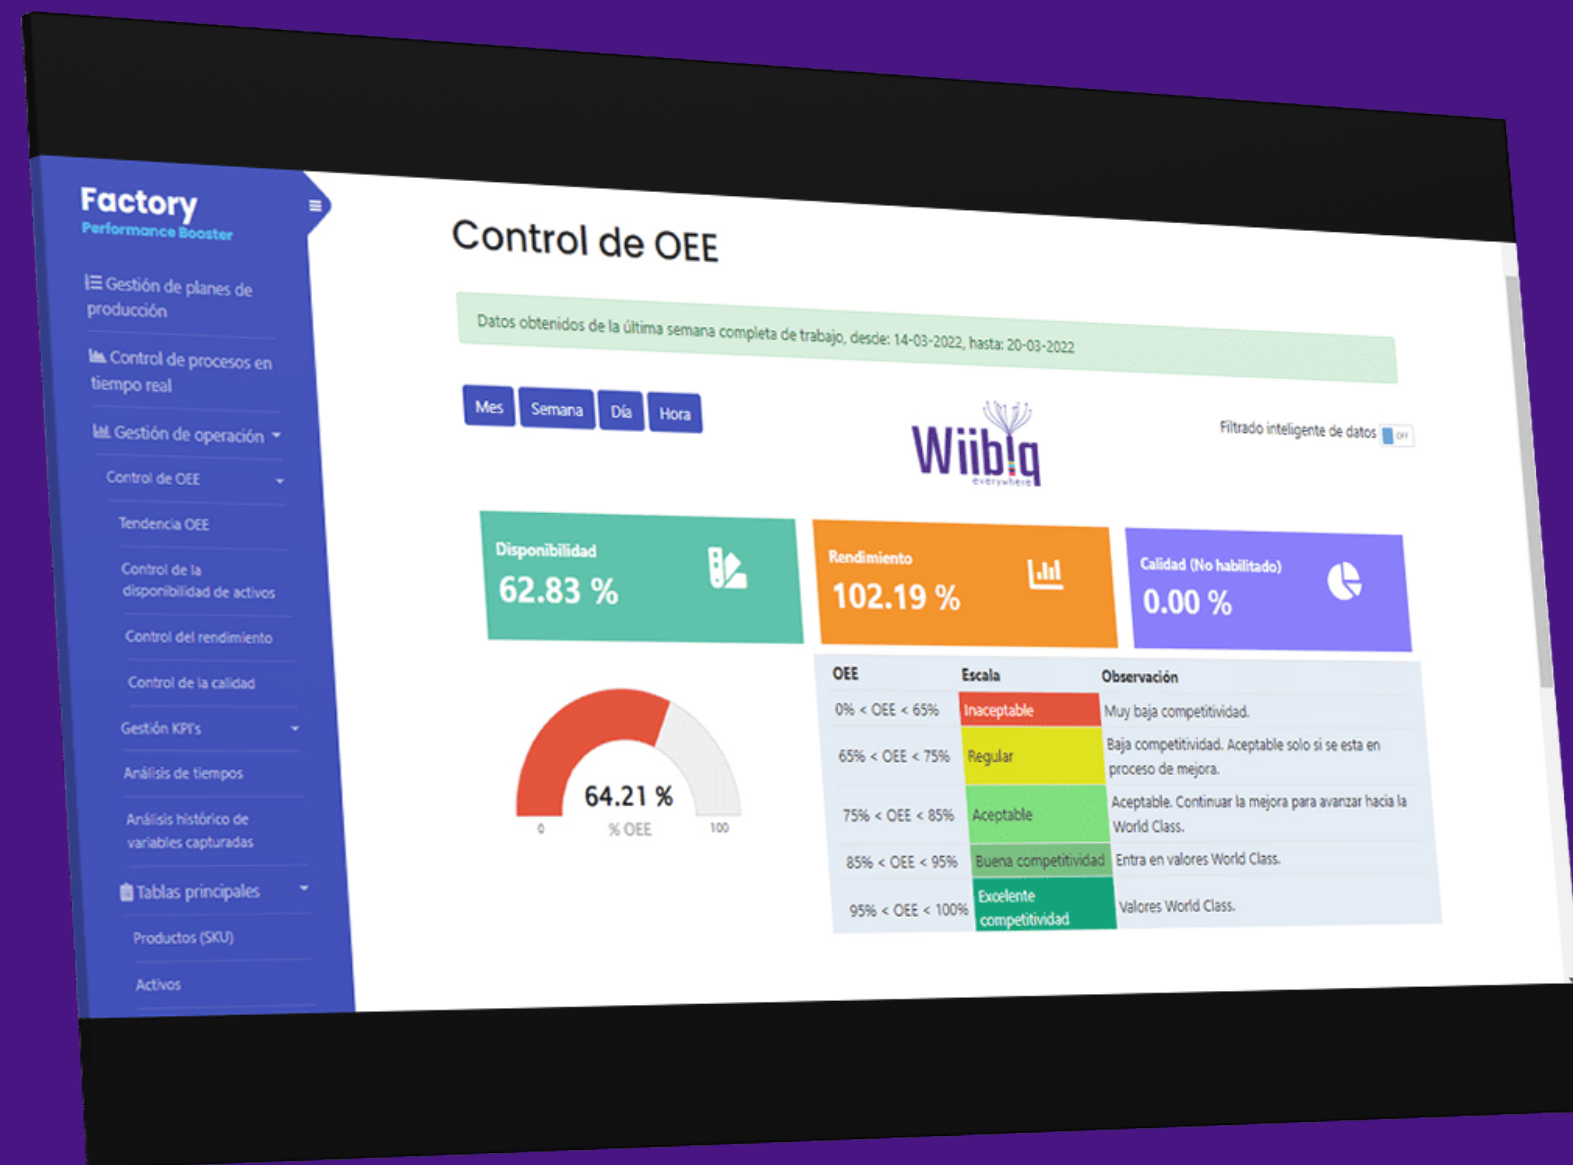 Factory
Performance Booster
Gestión de planes de
producción
Control de procesos en
tiempo real
Gestión de operación
Control de OEE
Tendencia OEE
Control de la
disponibilidad de activos
Control del rendimiento
Control de la calidad
Gestión KPI's
Análisis de tiempos
Análisis histórico de
variables capturadas
Tablas principales
Productos (SKU)
Activos
Control de OEE
Datos obtenidos de la última semana completa de trabajo, desde: 14-03-2022, hasta: 20-03-2022
Mes Semana Día Hora
Wiibiq
everywhere
Filtrado inteligente de datos OFF
Disponibilidad
62.83 %
Rendimiento
102.19 %
Calidad (No habilitado)
0.00 %
64.21 %
0 % OEE 100
OEE Escala Observación
0% < OEE < 65% Inaceptable Muy baja competitividad.
65% < OEE < 75% Regular Baja competitividad. Aceptable solo si se esta en
proceso de mejora.
75% < OEE < 85% Aceptable Aceptable. Continuar la mejora para avanzar hacia la
World Class.
85% < OEE < 95% Buena competitividad Entra en valores World Class.
95% < OEE < 100% Excelente
competitividad Valores World Class.